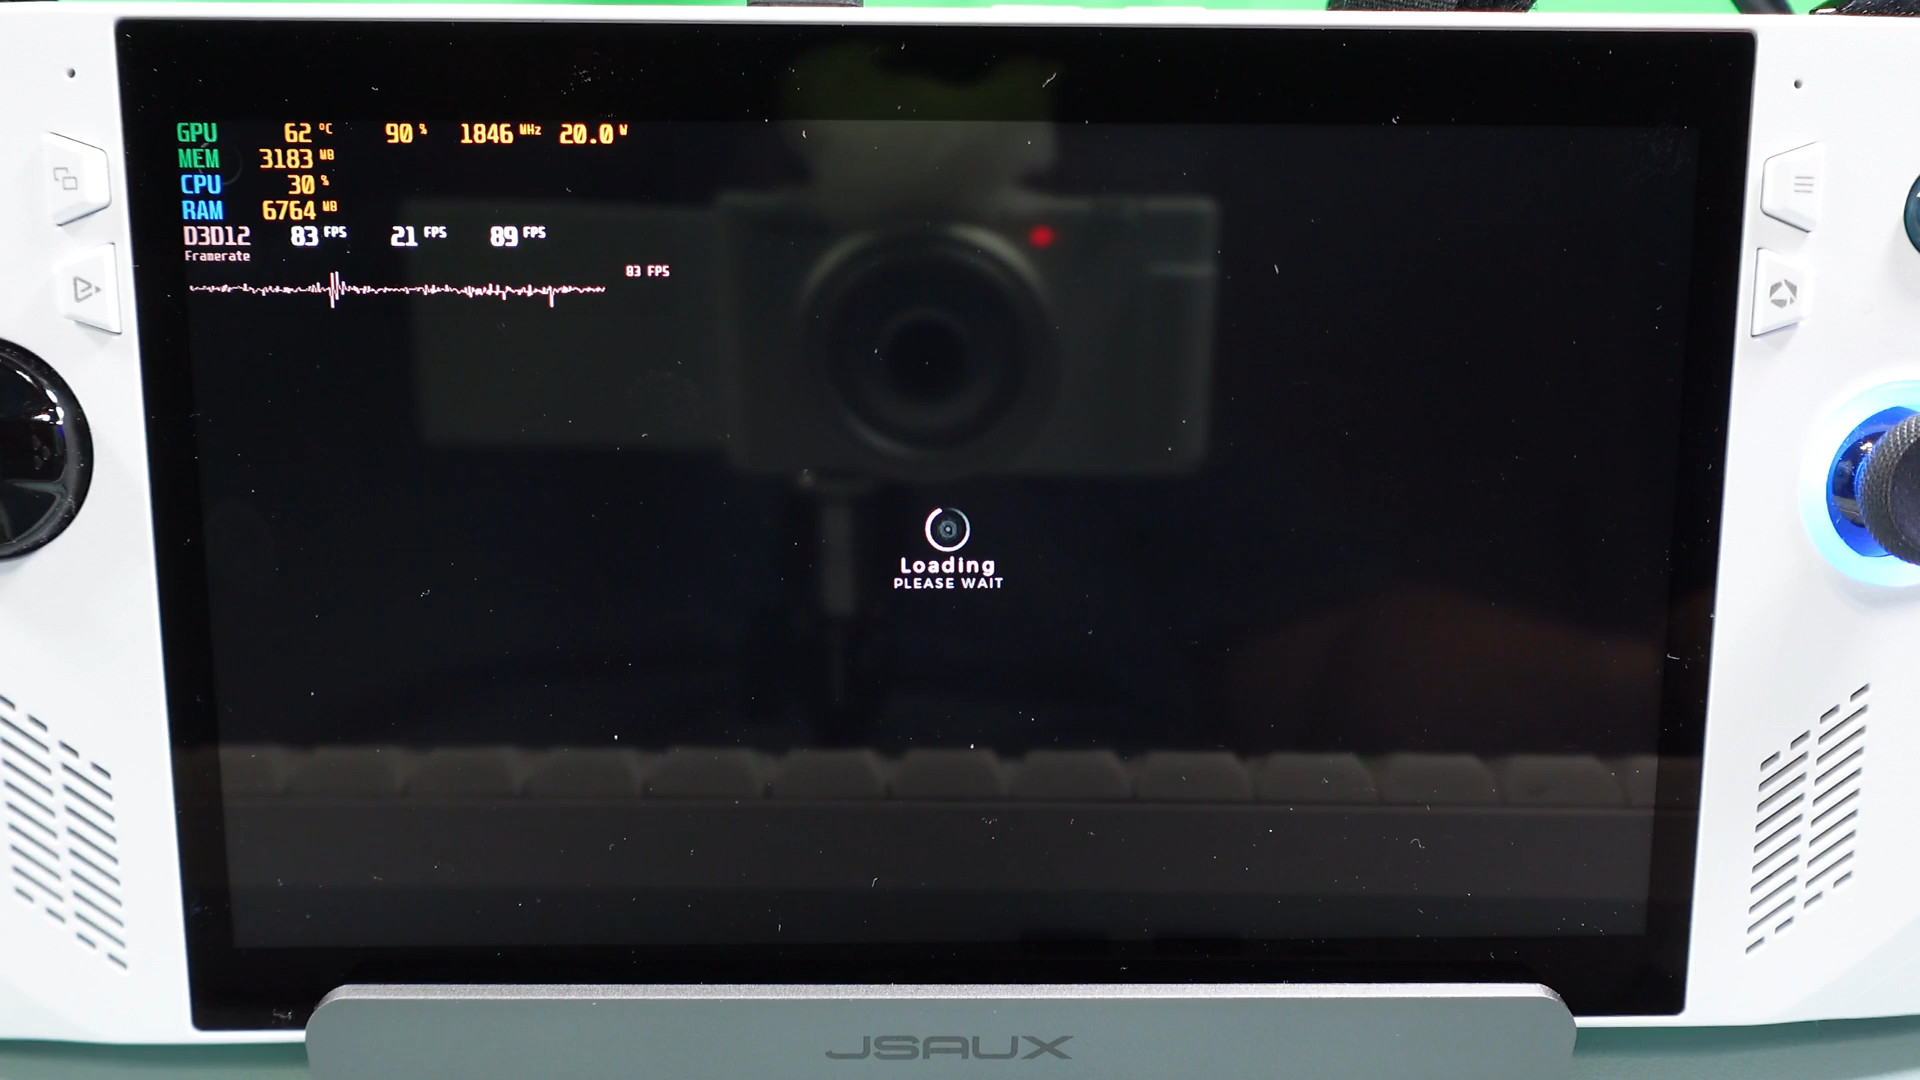 GPU 62 °C 90 % 1846 MHz 20.0 W
MEM 3183 MB
CPU 30 %
RAM 6764 MB
D3D12 83 FPS 21 FPS 89 FPS
Framerate
83 FPS
Loading
PLEASE WAIT
JSAUX